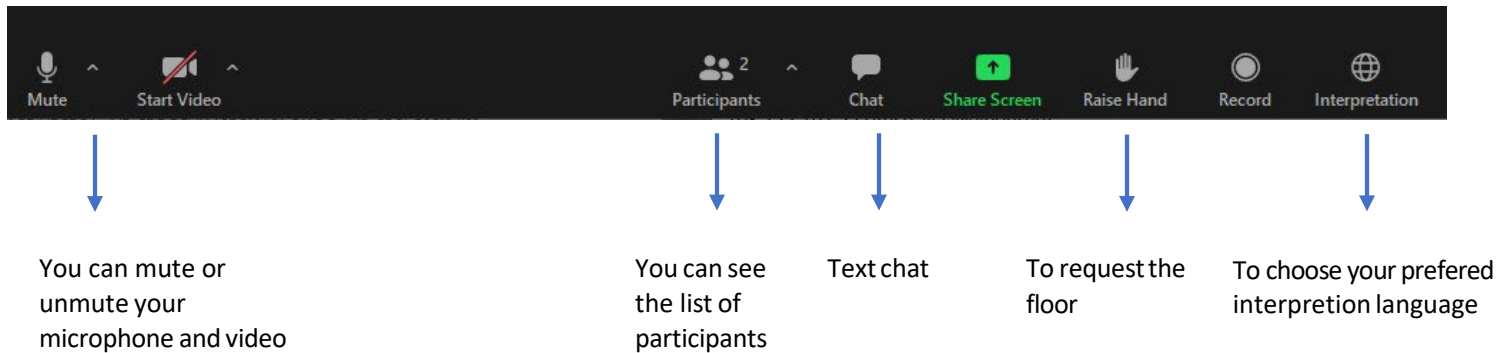 2
Mute
Start Video
Participants
Chat
Share Screen
Raise Hand
Record
Interpretation
You can mute or
unmute your
microphone and video
You can see
the list of
participants
Text chat
To request the
floor
To choose your prefered
interpretion language